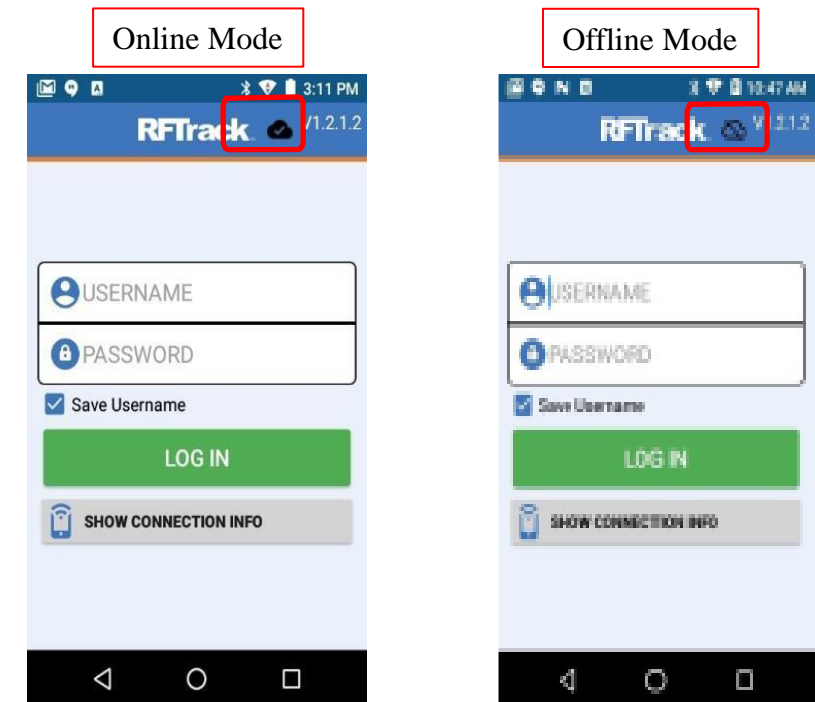 Online Mode
3:11 PM
RFTrack V1.2.1.2
USERNAME
PASSWORD
Save Username
LOG IN
SHOW CONNECTION INFO
Offline Mode
10:47 AM
RFTrack V1.2.1.2
USERNAME
PASSWORD
Save Username
LOG IN
SHOW CONNECTION INFO